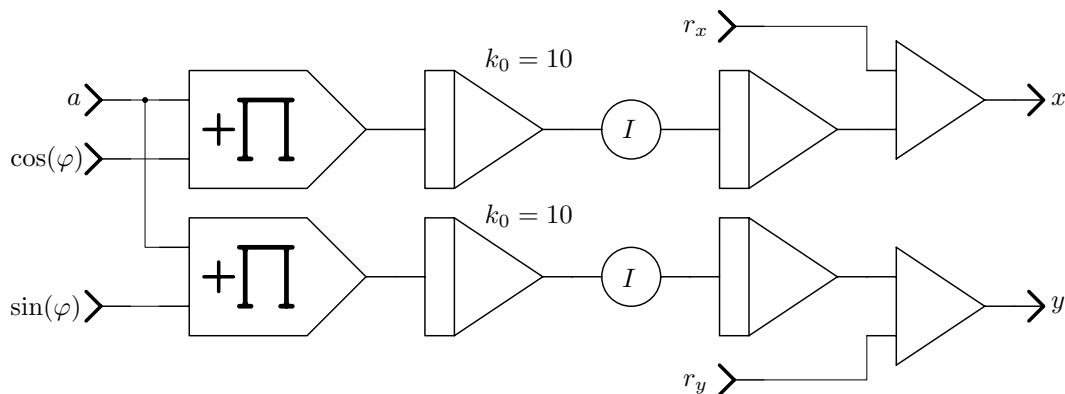 r_x
k_0 = 10
a
x
+∏
I
cos(φ)
k_0 = 10
+∏
I
sin(φ)
y
r_y